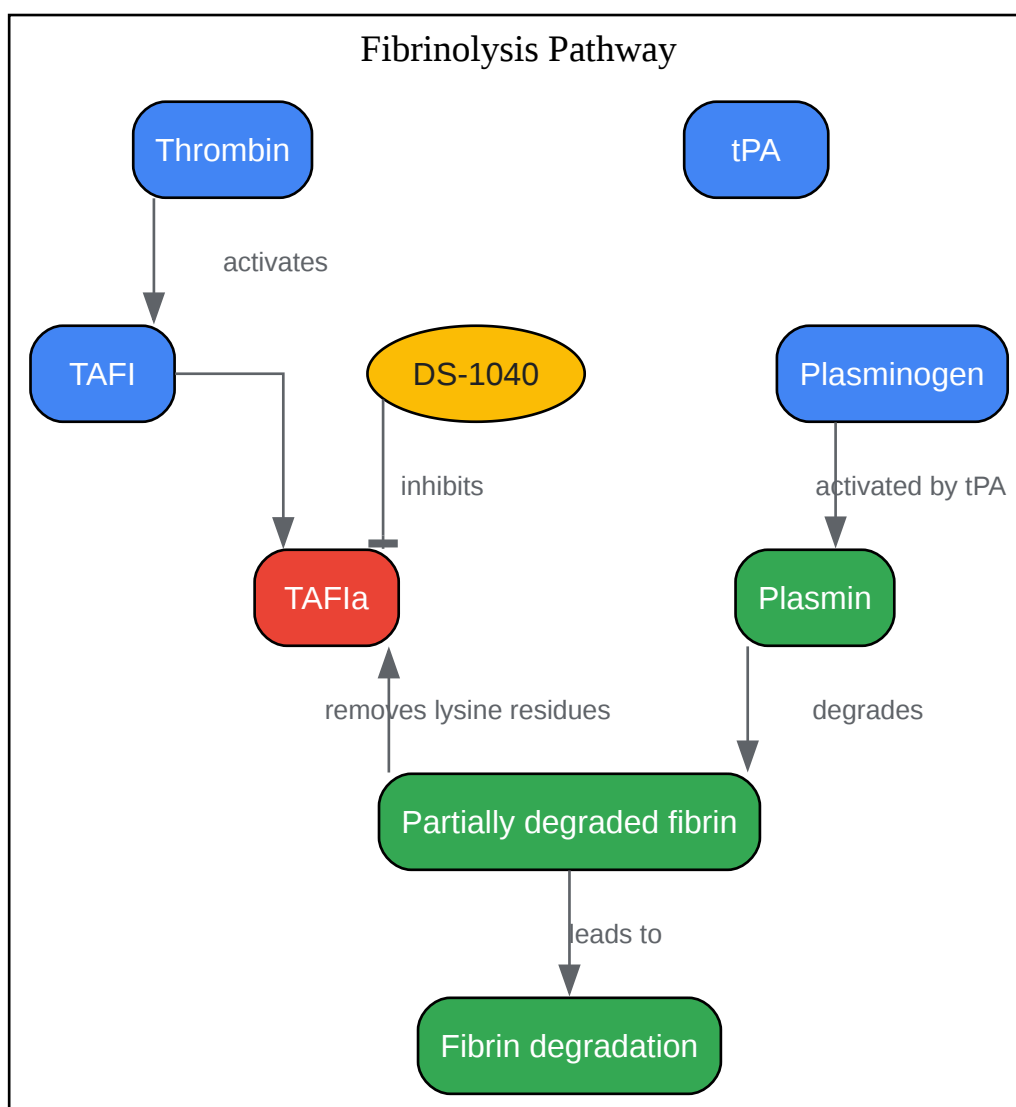 Fibrinolysis Pathway
Thrombin
tPA
activates
TAFI
DS-1040
Plasminogen
inhibits
activated by tPA
TAFIa
Plasmin
removes lysine residues
degrades
Partially degraded fibrin
leads to
Fibrin degradation